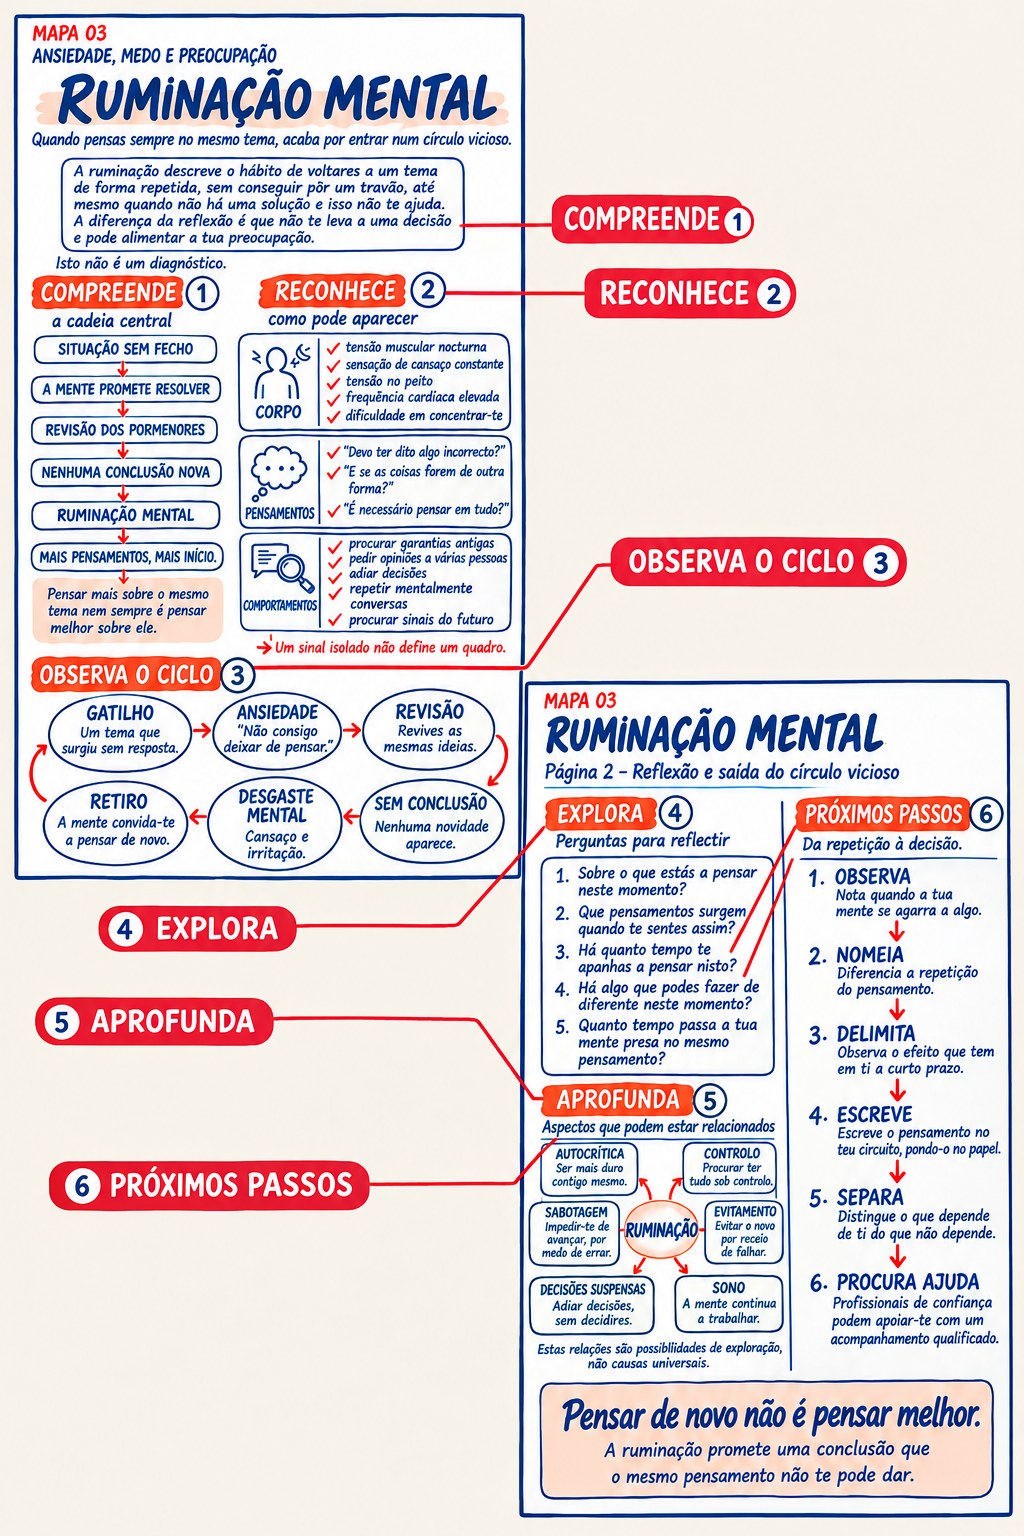 MAPA 03
ANSIEDADE, MEDO E PREOCUPAÇÃO
RUMINAÇÃO MENTAL
Quando pensas sempre no mesmo tema, acaba por entrar num círculo vicioso.
A ruminação descreve o hábito de voltares a um tema
de forma repetida, sem conseguir pôr um travão, até
mesmo quando não há uma solução e isso não te ajuda.
A diferença da reflexão é que não te leva a uma decisão
e pode alimentar a tua preocupação.
Isto não é um diagnóstico.
COMPREENDE 1
a cadeia central
SITUAÇÃO SEM FECHO
A MENTE PROMETE RESOLVER
REVISÃO DOS PORMENORES
NENHUMA CONCLUSÃO NOVA
RUMINAÇÃO MENTAL
MAIS PENSAMENTOS, MAIS INÍCIO.
Pensar mais sobre o mesmo
tema nem sempre é pensar
melhor sobre ele.
RECONHECE 2
como pode aparecer
CORPO
tensão muscular nocturna
sensação de cansaço constante
tensão no peito
frequência cardíaca elevada
dificuldade em concentrar-te
PENSAMENTOS
"Devo ter dito algo incorrecto?"
"E se as coisas forem de outra
forma?"
"É necessário pensar em tudo?"
COMPORTAMENTOS
procurar garantias antigas
pedir opiniões a várias pessoas
adiar decisões
repetir mentalmente
conversas
procurar sinais do futuro
Um sinal isolado não define um quadro.
OBSERVA O CICLO 3
GATILHO
Um tema que
surgiu sem resposta.
ANSIEDADE
"Não consigo
deixar de pensar."
REVISÃO
Revives as
mesmas ideias.
RETIRO
A mente convida-te
a pensar de novo.
DESGASTE
MENTAL
Cansaço e
irritação.
SEM CONCLUSÃO
Nenhuma novidade
aparece.
COMPREENDE 1
RECONHECE 2
OBSERVA O CICLO 3
4 EXPLORA
5 APROFUNDA
6 PRÓXIMOS PASSOS
MAPA 03
RUMINAÇÃO MENTAL
Página 2 – Reflexão e saída do círculo vicioso
EXPLORA 4
Perguntas para reflectir
1. Sobre o que estás a pensar
neste momento?
2. Que pensamentos surgem
quando te sentes assim?
3. Há quanto tempo te
apanhas a pensar nisto?
4. Há algo que podes fazer de
diferente neste momento?
5. Quanto tempo passa a tua
mente presa no mesmo
pensamento?
APROFUNDA 5
Aspectos que podem estar relacionados
AUTOCRÍTICA
Ser mais duro
contigo mesmo.
CONTROLO
Procurar ter
tudo sob controlo.
SABOTAGEM
Impedir-te de
avançar, por
medo de errar.
RUMINAÇÃO
EVITAMENTO
Evitar o novo
por receio
de falhar.
DECISÕES SUSPENSAS
Adiar decisões,
sem decidires.
SONO
A mente continua
a trabalhar.
Estas relações são possiblilidades de exploração,
não causas universais.
PRÓXIMOS PASSOS 6
Da repetição à decisão.
1. OBSERVA
Nota quando a tua
mente se agarra a algo.
2. NOMEIA
Diferencia a repetição
do pensamento.
3. DELIMITA
Observa o efeito que tem
em ti a curto prazo.
4. ESCREVE
Escreve o pensamento no
teu circuito, pondo-o no papel.
5. SEPARA
Distingue o que depende
de ti do que não depende.
6. PROCURA AJUDA
Profissionais de confiança
podem apoiar-te com um
acompanhamento qualificado.
Pensar de novo não é pensar melhor.
A ruminação promete uma conclusão que
o mesmo pensamento não te pode dar.